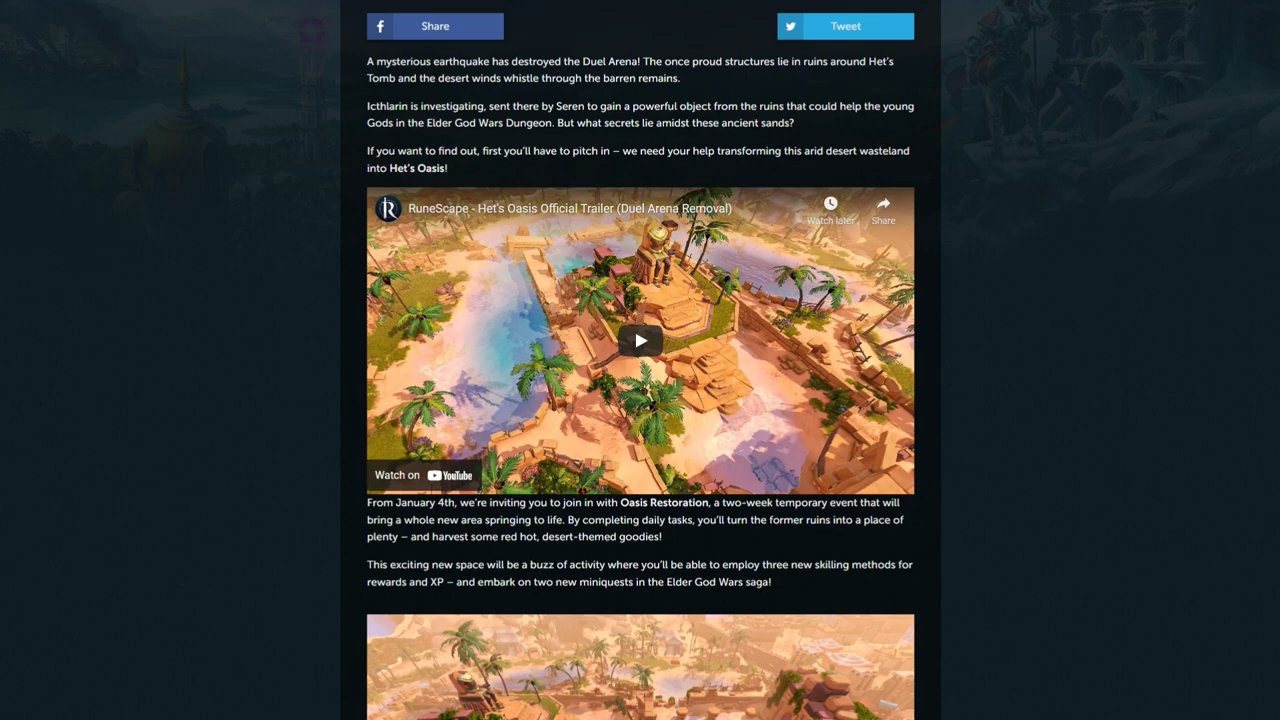 Share
Tweet
A mysterious earthquake has destroyed the Duel Arena! The once proud structures lie in ruins around Het's
Tomb and the desert winds whistle through the barren remains.
Icthlarin is investigating, sent there by Seren to gain a powerful object from the ruins that could help the young
Gods in the Elder God Wars Dungeon. But what secrets lie amidst these ancient sands?
If you want to find out, first you'll have to pitch in – we need your help transforming this arid desert wasteland
into Het's Oasis!
RuneScape - Het's Oasis Official Trailer (Duel Arena Removal)
Watch later
Share
Watch on YouTube
From January 4th, we're inviting you to join in with Oasis Restoration, a two-week temporary event that will
bring a whole new area springing to life. By completing daily tasks, you'll turn the former ruins into a place of
plenty – and harvest some red hot, desert-themed goodies!
This exciting new space will be a buzz of activity where you'll be able to employ three new skilling methods for
rewards and XP – and embark on two new miniquests in the Elder God Wars saga!